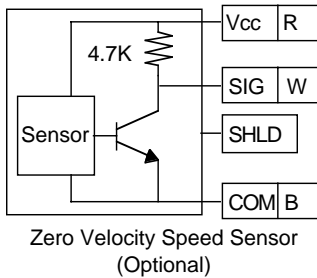 Vcc R
4.7K
SIG W
Sensor
SHLD
COM B
Zero Velocity Speed Sensor
(Optional)